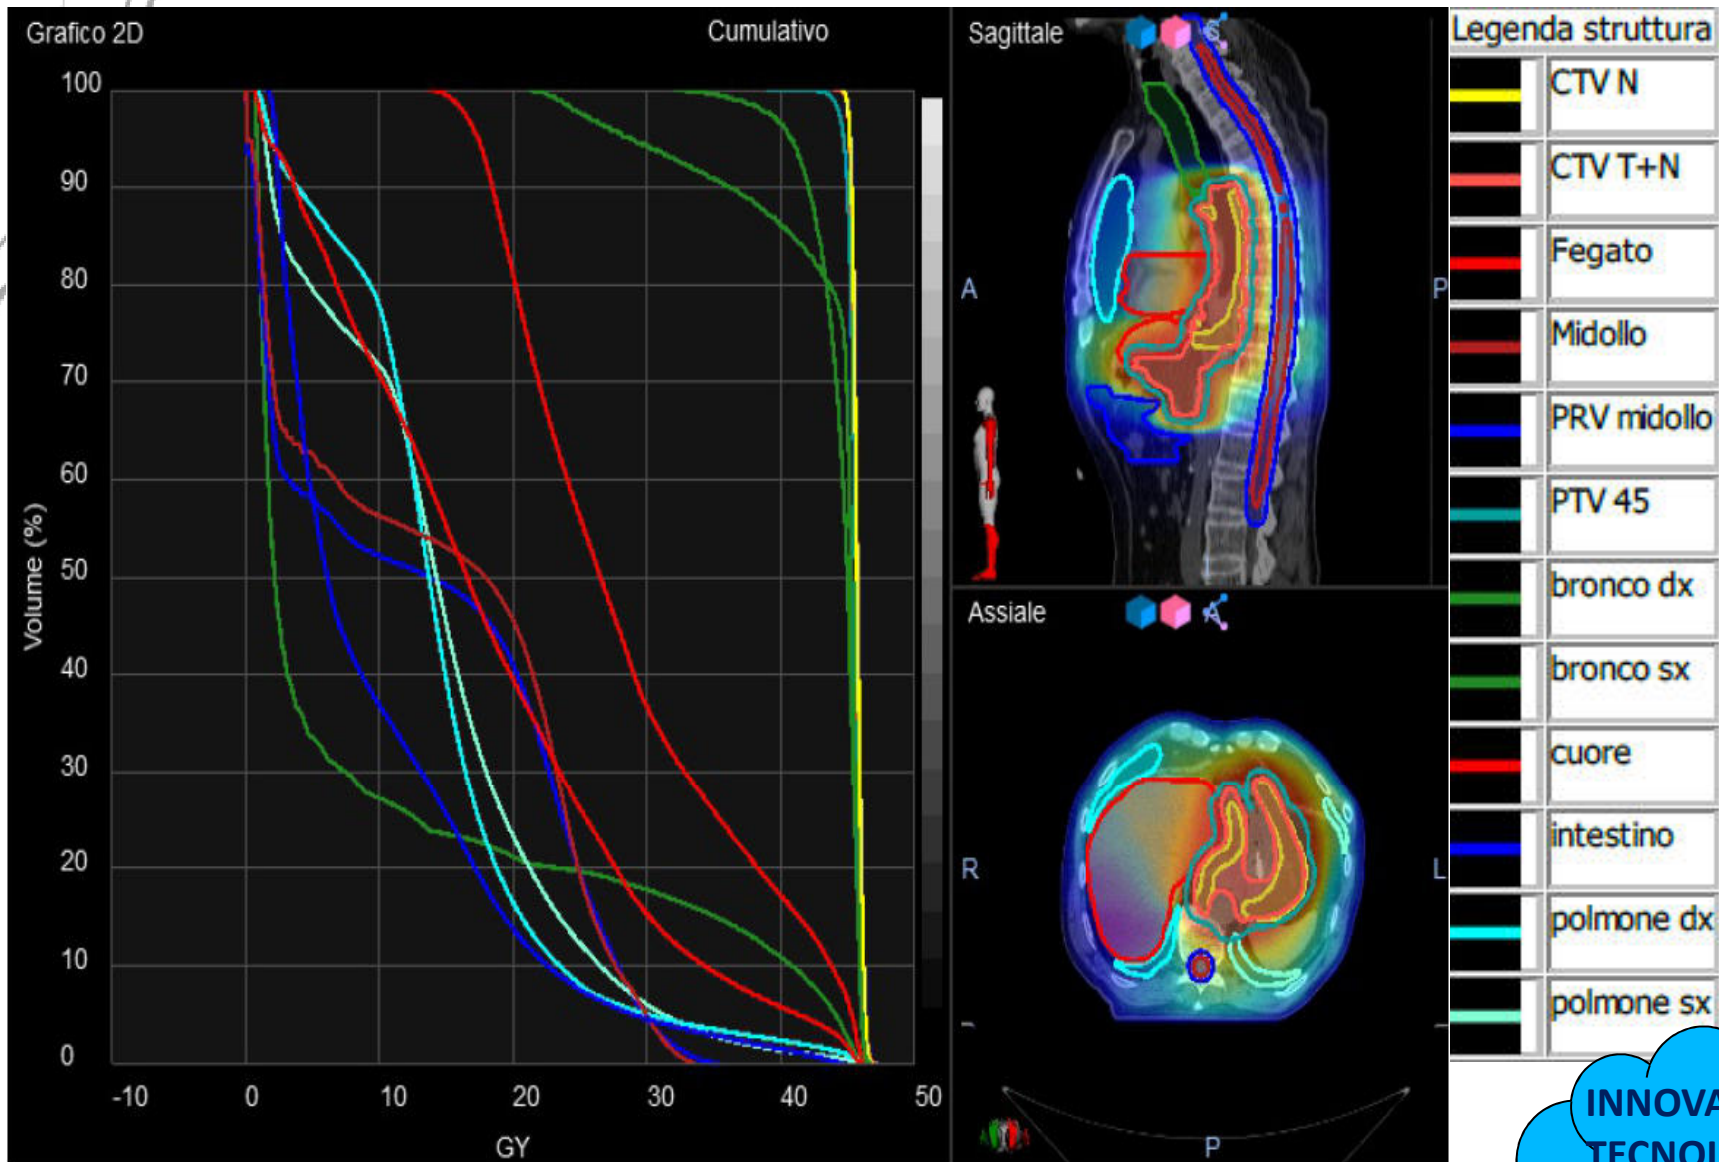 Grafico 2D
Cumulativo
100
90
80
70
60
50
40
30
20
10
0
Volume (%)
-10
0
10
20
30
40
50
GY
Sagittale
A
P
Assiale
R
L
P
Legenda struttura
CTV N
CTV T+N
Fegato
Midollo
PRV midollo
PTV 45
bronco dx
bronco sx
cuore
intestino
polmone dx
polmone sx
INNOVA
TECNOL